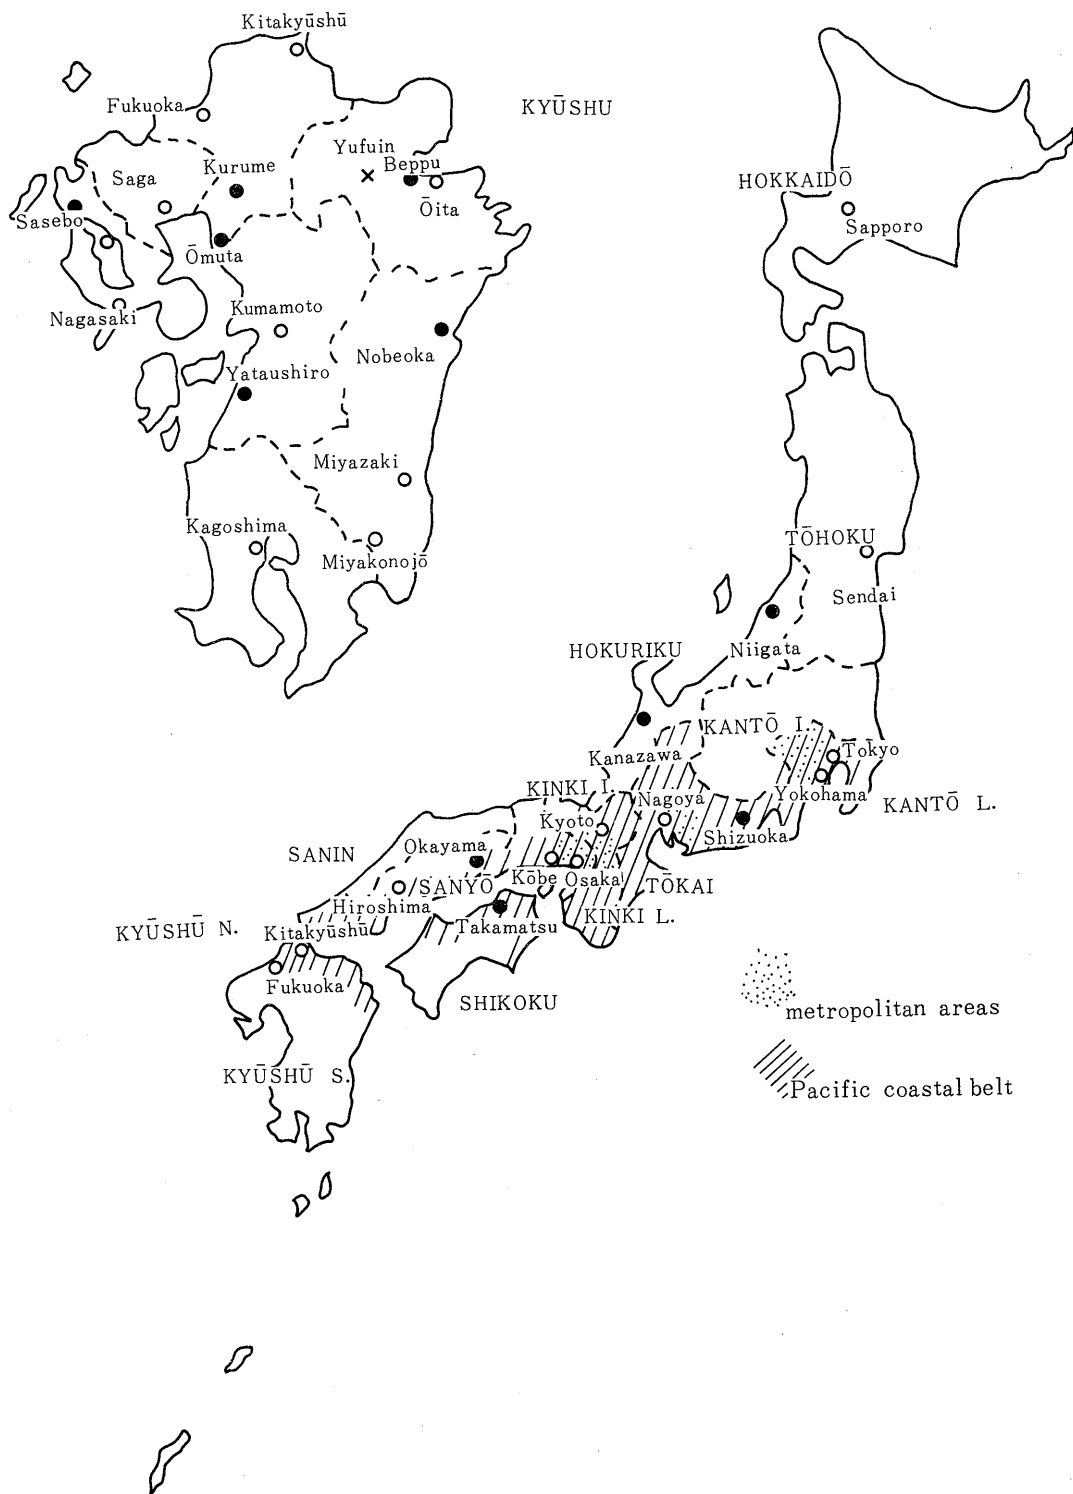 Kitakyūshū
Fukuoka
KYŪSHU
Yufuin
Kurume
Beppu
Saga
HOKKAIDŌ
Ōita
Sasebo
Sapporo
Ōmuta
Kumamoto
Nagasaki
Nobeoka
Yataushiro
Miyazaki
Kagoshima
TŌHOKU
Miyakonojō
Sendai
HOKURIKU
Niigata
KANTŌ I.
Kanazawa
Tōkyo
KINKI I.
Yokohama
Nagoya
KANTŌ L.
Kyoto
Shizuoka
Okayama
SANIN
Kōbe
Osaka
SANYŌ
TŌKAI
Hiroshima
KINKI L.
KYŪSHŪ N.
Kitakyūshū
Takamatsu
Fukuoka
SHIKOKU
metropolitan areas
KYŪSHŪ S.
Pacific coastal belt